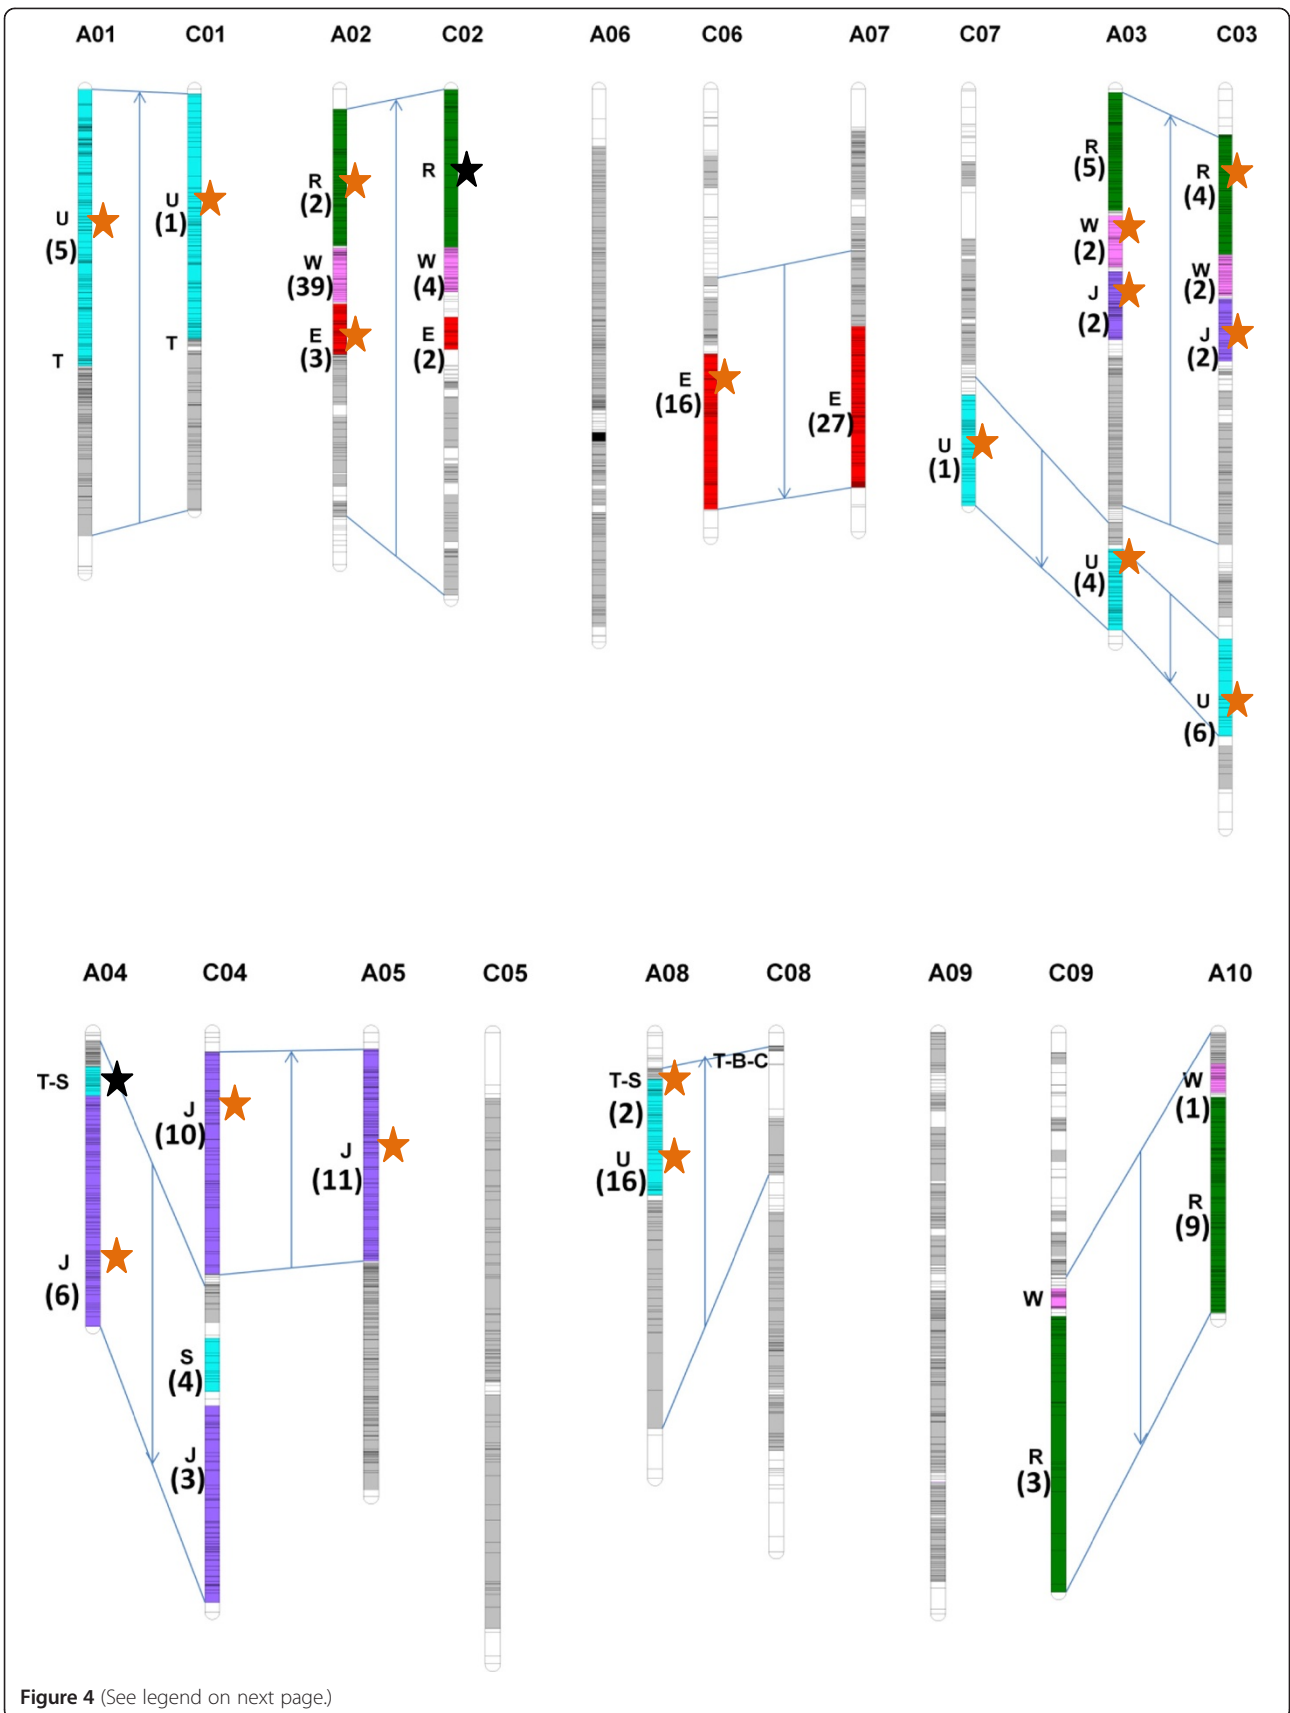 A01 C01 A02 C02 A06 C06 A07 C07 A03 C03
U
(5)
T
U
(1)
T
R
(2)
W
(39)
E
(3)
R
W
(4)
E
(2)
E
(16)
E
(27)
U
(1)
R
(5)
W
(2)
J
(2)
U
(4)
R
(4)
W
(2)
J
(2)
U
(6)
A04 C04 A05 C05 A08 C08 A09 C09 A10
T-S
J
(6)
J
(10)
S
(4)
J
(3)
J
(11)
T-S
(2)
U
(16)
T-B-C
W
R
(3)
W
(1)
R
(9)
Figure 4 (See legend on next page.)